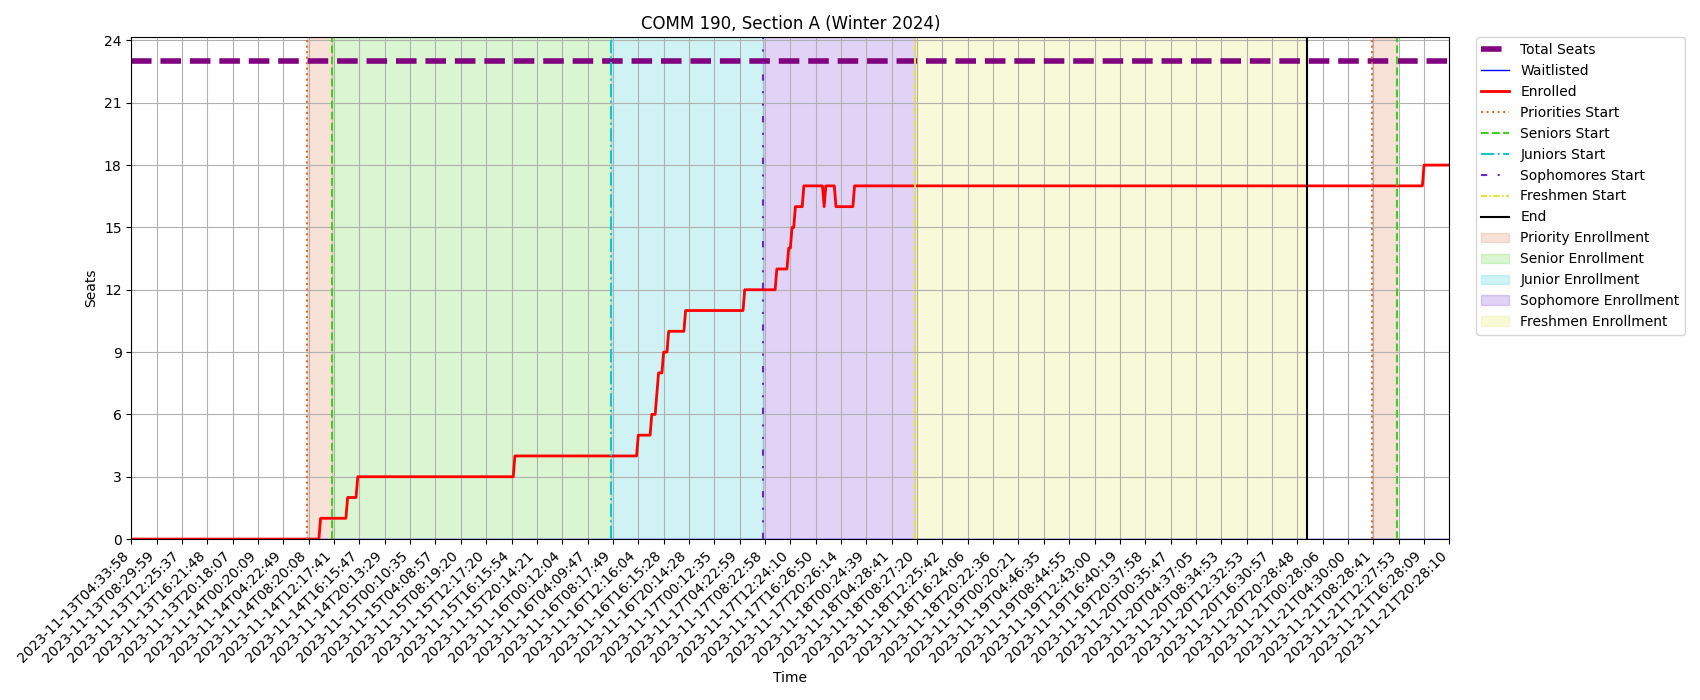 COMM 190, Section A (Winter 2024)
Seats
24
21
18
15
12
9
6
3
0
2023-11-13T04:33:58
2023-11-13T08:29:59
2023-11-13T12:25:37
2023-11-13T16:21:48
2023-11-13T20:18:07
2023-11-14T00:20:09
2023-11-14T04:22:49
2023-11-14T08:20:08
2023-11-14T12:17:41
2023-11-14T16:15:47
2023-11-14T20:13:29
2023-11-15T00:10:35
2023-11-15T04:08:57
2023-11-15T08:19:20
2023-11-15T12:17:20
2023-11-15T16:15:54
2023-11-15T20:14:21
2023-11-16T00:12:04
2023-11-16T04:09:47
2023-11-16T08:17:49
2023-11-16T12:16:04
2023-11-16T16:15:28
2023-11-16T20:14:28
2023-11-17T00:12:35
2023-11-17T04:22:59
2023-11-17T08:22:58
2023-11-17T12:24:10
2023-11-17T16:26:50
2023-11-17T20:26:14
2023-11-18T00:24:39
2023-11-18T04:28:41
2023-11-18T08:27:20
2023-11-18T12:25:42
2023-11-18T16:24:06
2023-11-18T20:22:36
2023-11-19T00:20:21
2023-11-19T04:46:35
2023-11-19T08:44:55
2023-11-19T12:43:00
2023-11-19T16:40:19
2023-11-19T20:37:58
2023-11-20T00:35:47
2023-11-20T04:37:05
2023-11-20T08:34:53
2023-11-20T12:32:53
2023-11-20T16:30:57
2023-11-20T20:28:48
2023-11-21T00:28:06
2023-11-21T04:30:00
2023-11-21T08:28:41
2023-11-21T12:27:53
2023-11-21T16:28:09
2023-11-21T20:28:10
Time
Total Seats
Waitlisted
Enrolled
Priorities Start
Seniors Start
Juniors Start
Sophomores Start
Freshmen Start
End
Priority Enrollment
Senior Enrollment
Junior Enrollment
Sophomore Enrollment
Freshmen Enrollment